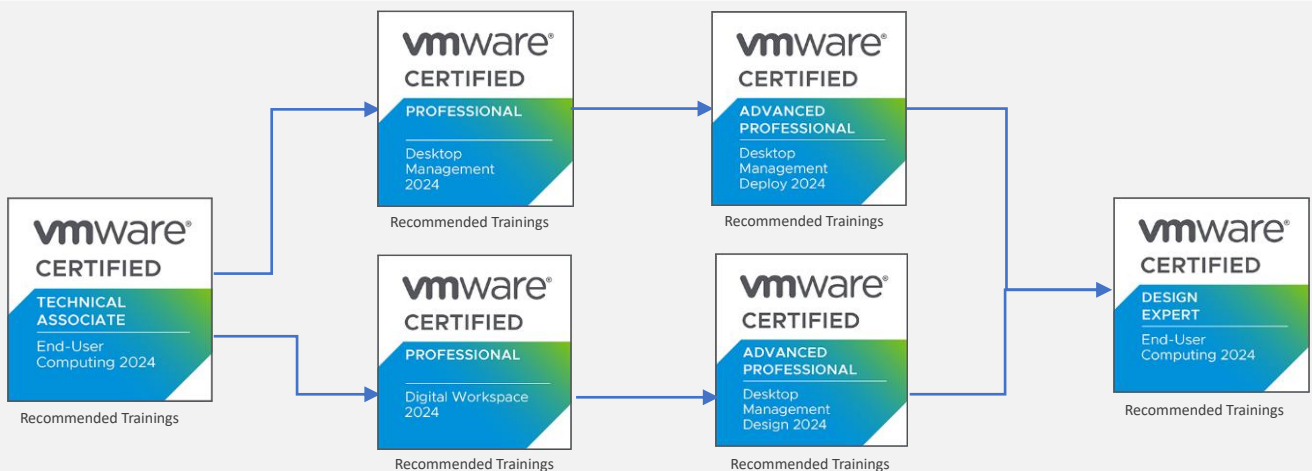 vmware®
CERTIFIED
TECHNICAL
ASSOCIATE
End-User
Computing 2024
Recommended Trainings
vmware®
CERTIFIED
PROFESSIONAL
Desktop
Management
2024
Recommended Trainings
vmware®
CERTIFIED
ADVANCED
PROFESSIONAL
Desktop
Management
Deploy 2024
Recommended Trainings
vmware®
CERTIFIED
PROFESSIONAL
Digital Workspace
2024
Recommended Trainings
vmware®
CERTIFIED
ADVANCED
PROFESSIONAL
Desktop
Management
Design 2024
Recommended Trainings
vmware®
CERTIFIED
DESIGN
EXPERT
End-User
Computing 2024
Recommended Trainings